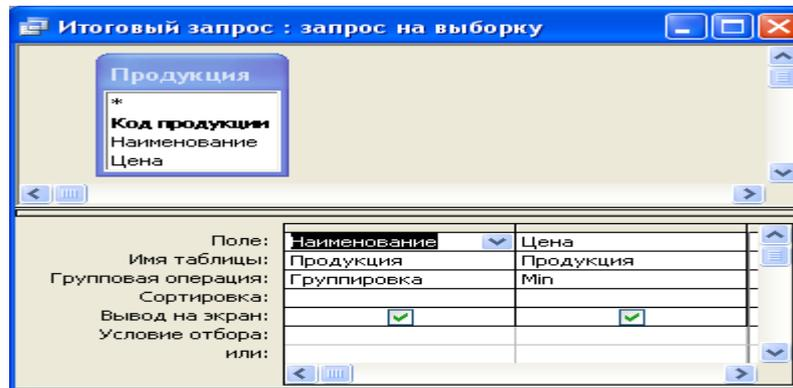 Итоговый запрос : запрос на выборку
Продукция
*
Код продукции
Наименование
Цена
Поле: Наименование Цена
Имя таблицы: Продукция Продукция
Групповая операция: Группировка Min
Сортировка:
Вывод на экран:
Условие отбора:
или: